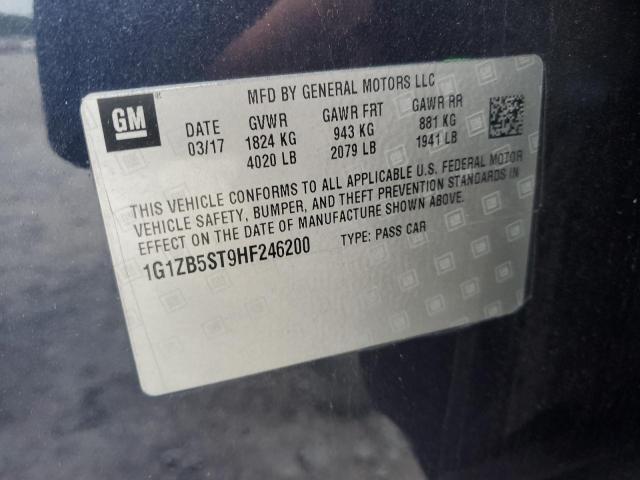 GM
MFD BY GENERAL MOTORS LLC
DATE GVWR GAWR FRT GAWR RR
03/17 1824 KG 943 KG 881 KG
4020 LB 2079 LB 1941 LB
THIS VEHICLE CONFORMS TO ALL APPLICABLE U.S. FEDERAL MOTOR
VEHICLE SAFETY, BUMPER, AND THEFT PREVENTION STANDARDS IN
EFFECT ON THE DATE OF MANUFACTURE SHOWN ABOVE.
1G1ZB5ST9HF246200 TYPE: PASS CAR